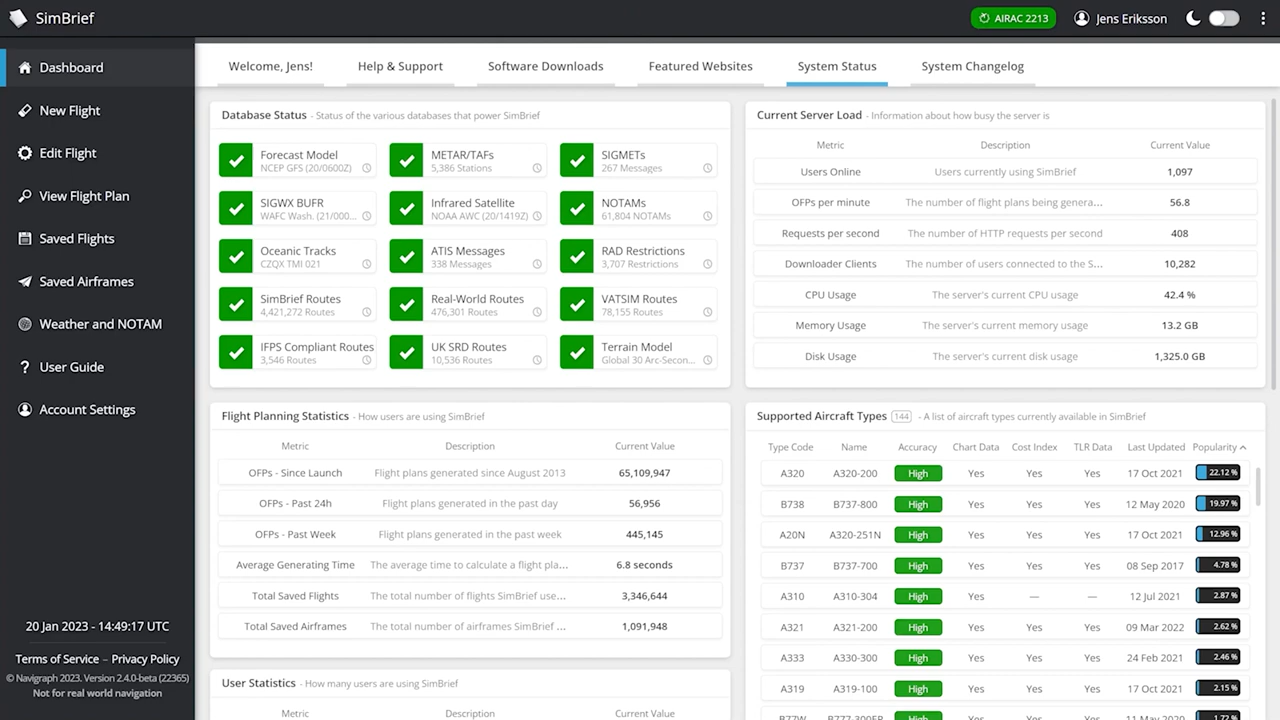 SimBrief
AIRAC 2213
Jens Eriksson
Dashboard
New Flight
Edit Flight
View Flight Plan
Saved Flights
Saved Airframes
Weather and NOTAM
User Guide
Account Settings
20 Jan 2023 - 14:49:17 UTC
Terms of Service – Privacy Policy
© Navigraph 2023. Version 2.4.0-beta (22365)
Not for real world navigation
Welcome, Jens!
Help & Support
Software Downloads
Featured Websites
System Status
System Changelog
Database Status - Status of the various databases that power SimBrief
Forecast Model
NCEP GFS (20/0600Z)
METAR/TAFs
5,386 Stations
SIGMETs
267 Messages
SIGWX BUFR
WAFC Wash. (21/000...
Infrared Satellite
NOAA AWC (20/1419Z)
NOTAMs
61,804 NOTAMs
Oceanic Tracks
CZQX TMI 021
ATIS Messages
338 Messages
RAD Restrictions
3,707 Restrictions
SimBrief Routes
4,421,272 Routes
Real-World Routes
476,301 Routes
VATSIM Routes
78,155 Routes
IFPS Compliant Routes
3,546 Routes
UK SRD Routes
10,536 Routes
Terrain Model
Global 30 Arc-Secon...
Current Server Load - Information about how busy the server is
Metric Description Current Value
Users Online Users currently using SimBrief 1,097
OFPs per minute The number of flight plans being genera... 56.8
Requests per second The number of HTTP requests per second 408
Downloader Clients The number of users connected to the S... 10,282
CPU Usage The server's current CPU usage 42.4 %
Memory Usage The server's current memory usage 13.2 GB
Disk Usage The server's current disk usage 1,325.0 GB
Flight Planning Statistics - How users are using SimBrief
Metric Description Current Value
OFPs - Since Launch Flight plans generated since August 2013 65,109,947
OFPs - Past 24h Flight plans generated in the past day 56,956
OFPs - Past Week Flight plans generated in the past week 445,145
Average Generating Time The average time to calculate a flight pla... 6.8 seconds
Total Saved Flights The total number of flights SimBrief use... 3,346,644
Total Saved Airframes The total number of airframes SimBrief ... 1,091,948
User Statistics - How many users are using SimBrief
Metric Description Current Value
Supported Aircraft Types 144 - A list of aircraft types currently available in SimBrief
Type Code Name Accuracy Chart Data Cost Index TLR Data Last Updated Popularity
A320 A320-200 High Yes Yes Yes 17 Oct 2021 22.12 %
B738 B737-800 High Yes Yes Yes 12 May 2020 19.97 %
A20N A320-251N High Yes Yes Yes 17 Oct 2021 12.96 %
B737 B737-700 High Yes Yes Yes 08 Sep 2017 4.78 %
A310 A310-304 High Yes — — 12 Jul 2021 2.87 %
A321 A321-200 High Yes Yes Yes 09 Mar 2022 2.62 %
A333 A330-300 High Yes Yes Yes 24 Feb 2021 2.46 %
A319 A319-100 High Yes Yes Yes 17 Oct 2021 2.15 %
B77W B777-300ER High Yes Yes Yes 11 May 2020 1.72 %